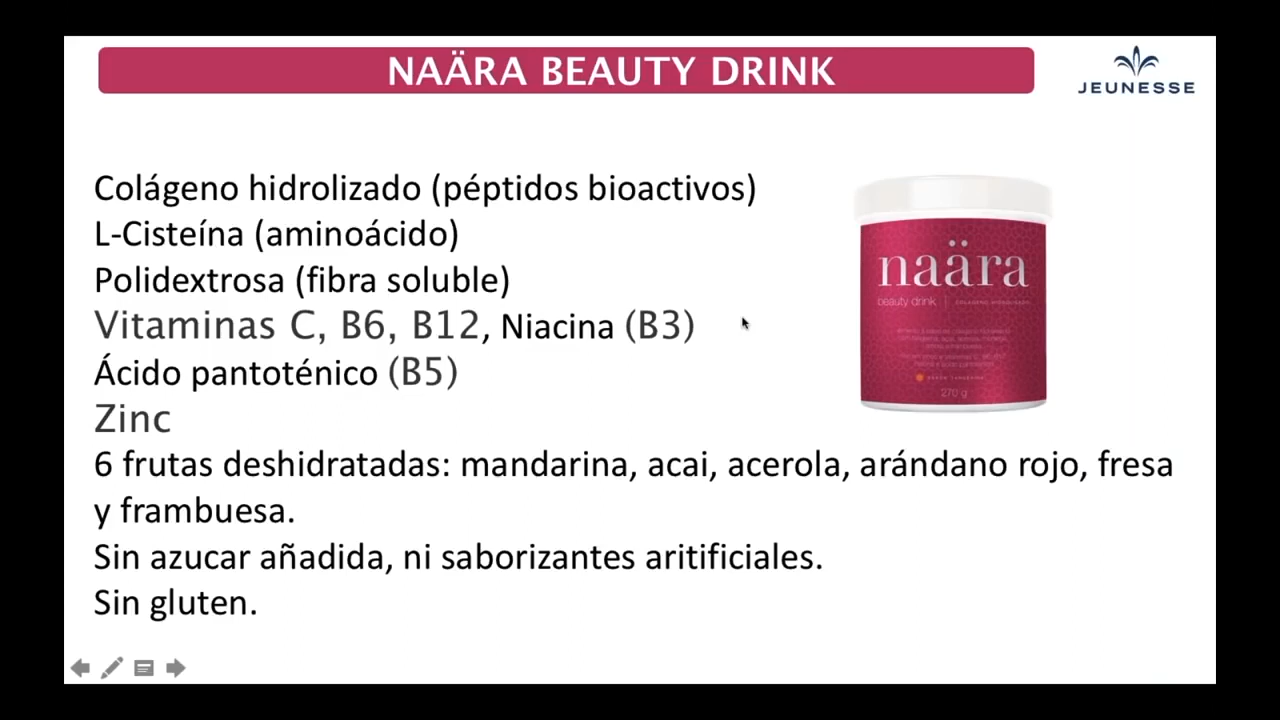 NAÄRA BEAUTY DRINK
JEUNESSE
Colágeno hidrolizado (péptidos bioactivos)
L-Cisteína (aminoácido)
Polidextrosa (fibra soluble)
Vitaminas C, B6, B12, Niacina (B3)
Ácido pantoténico (B5)
Zinc
6 frutas deshidratadas: mandarina, acai, acerola, arándano rojo, fresa
y frambuesa.
Sin azucar añadida, ni saborizantes aritificiales.
Sin gluten.
naära
beauty drink
270 g